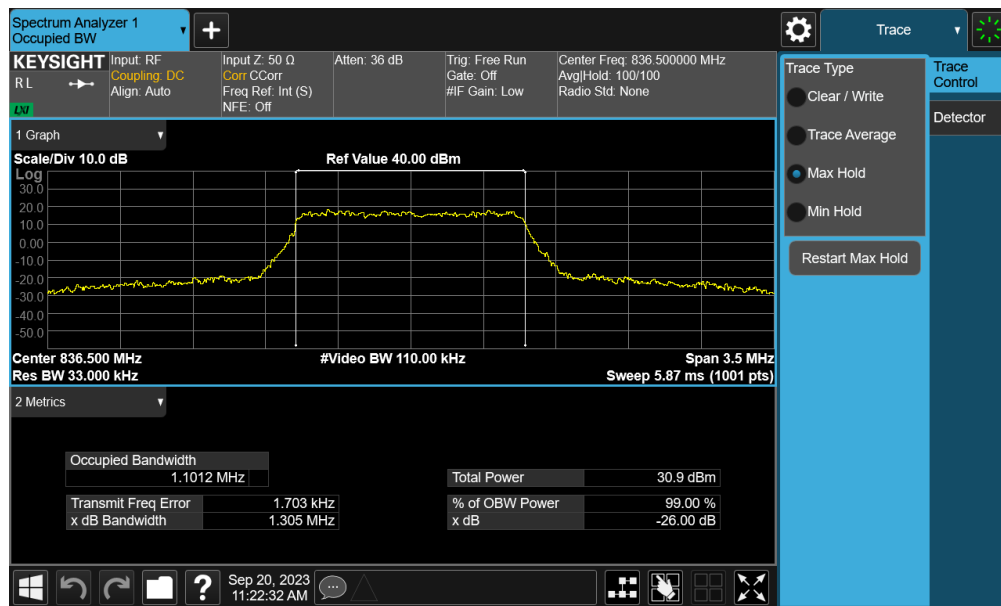 Spectrum Analyzer 1
Occupied BW
Trace
KEYSIGHT
R L
LXI
Input: RF
Coupling: DC
Align: Auto
Input Z: 50 Ω
Corr CCorr
Freq Ref: Int (S)
NFE: Off
Atten: 36 dB
Trig: Free Run
Gate: Off
#IF Gain: Low
Center Freq: 836.500000 MHz
Avg|Hold: 100/100
Radio Std: None
Trace Type
Clear / Write
Trace Average
Max Hold
Min Hold
Restart Max Hold
Trace
Control
Detector
1 Graph
Scale/Div 10.0 dB
Ref Value 40.00 dBm
Log
30.0
20.0
10.0
0.00
-10.0
-20.0
-30.0
-40.0
-50.0
Center 836.500 MHz
#Video BW 110.00 kHz
Span 3.5 MHz
Res BW 33.000 kHz
Sweep 5.87 ms (1001 pts)
2 Metrics
Occupied Bandwidth
1.1012 MHz
Total Power 30.9 dBm
Transmit Freq Error 1.703 kHz
% of OBW Power 99.00 %
x dB Bandwidth 1.305 MHz
x dB -26.00 dB
?
Sep 20, 2023
11:22:32 AM